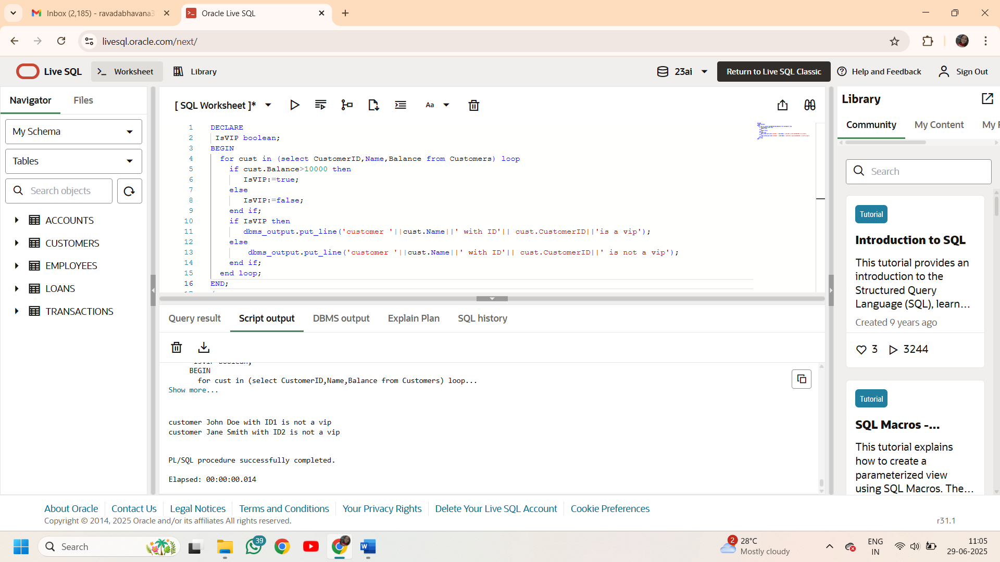 Inbox (2,185) - ravadabhavana3
Oracle Live SQL
livesql.oracle.com/next/
Live SQL
Worksheet
Library
23ai
Return to Live SQL Classic
Help and Feedback
Sign Out
Navigator
Files
My Schema
Tables
Search objects
ACCOUNTS
CUSTOMERS
EMPLOYEES
LOANS
TRANSACTIONS
[ SQL Worksheet ]*
Aa
1 DECLARE
2 IsVIP boolean;
3 BEGIN
4 for cust in (select CustomerID,Name,Balance from Customers) loop
5 if cust.Balance>10000 then
6 IsVIP:=true;
7 else
8 IsVIP:=false;
9 end if;
10 if IsVIP then
11 dbms_output.put_line('customer '||cust.Name||' with ID'|| cust.CustomerID||'is a vip');
12 else
13 dbms_output.put_line('customer '||cust.Name||' with ID'|| cust.CustomerID||' is not a vip');
14 end if;
15 end loop;
16 END;
Query result
Script output
DBMS output
Explain Plan
SQL history
IsVIP boolean;
BEGIN
for cust in (select CustomerID,Name,Balance from Customers) loop...
Show more...
customer John Doe with ID1 is not a vip
customer Jane Smith with ID2 is not a vip
PL/SQL procedure successfully completed.
Elapsed: 00:00:00.014
Library
Community
My Content
My
Search
Tutorial
Introduction to SQL
This tutorial provides an
introduction to the
Structured Query
Language (SQL), learn...
Created 9 years ago
3
3244
Tutorial
SQL Macros -...
This tutorial explains
how to create a
parameterized view
using SQL Macros. The...
About Oracle
Contact Us
Legal Notices
Terms and Conditions
Your Privacy Rights
Delete Your Live SQL Account
Cookie Preferences
Copyright © 2014, 2025 Oracle and/or its affiliates All rights reserved.
r31.1
Search
39
2
28°C
Mostly cloudy
ENG
IN
11:05
29-06-2025